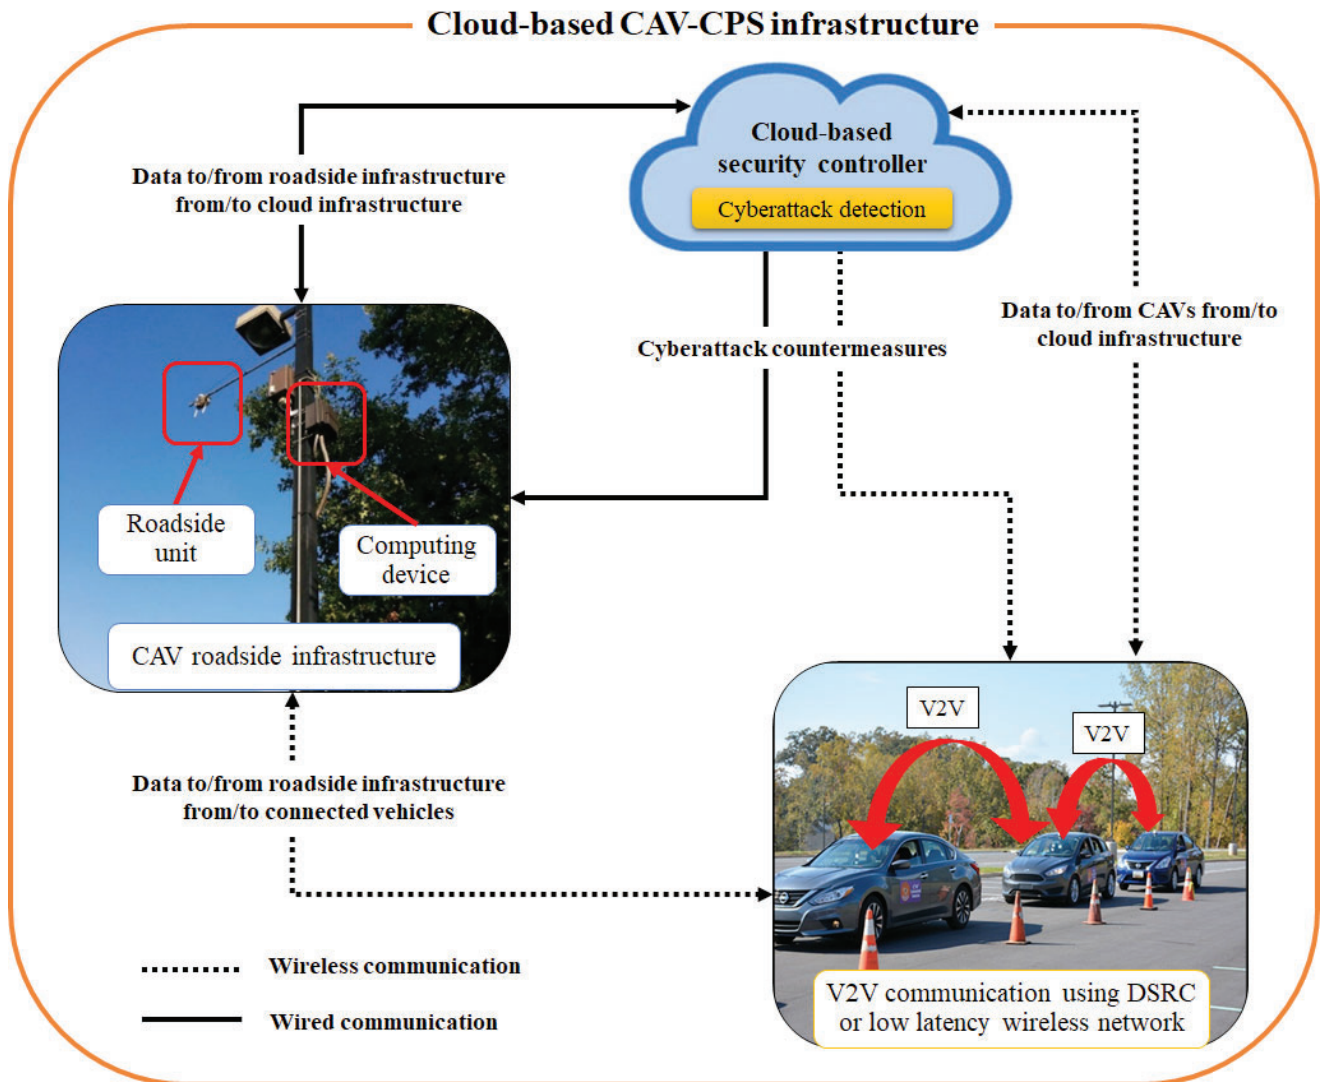 Cloud-based CAV-CPS infrastructure
Cloud-based
security controller
Cyberattack detection
Data to/from roadside infrastructure
from/to cloud infrastructure
Data to/from CAVs from/to
cloud infrastructure
Cyberattack countermeasures
Roadside
unit
Computing
device
CAV roadside infrastructure
V2V
V2V
Data to/from roadside infrastructure
from/to connected vehicles
Wireless communication
Wired communication
V2V communication using DSRC
or low latency wireless network